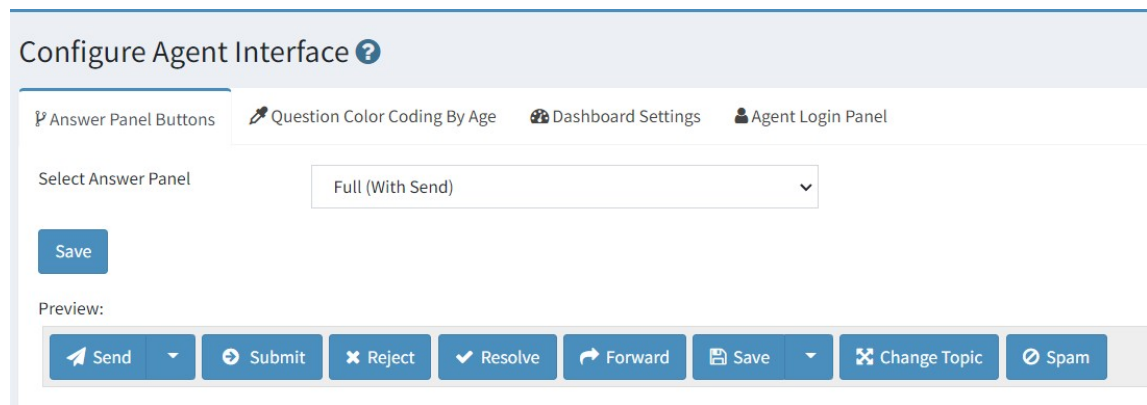 Configure Agent Interface ?
Answer Panel Buttons Question Color Coding By Age Dashboard Settings Agent Login Panel
Select Answer Panel Full (With Send)
Save
Preview:
Send Submit Reject Resolve Forward Save Change Topic Spam